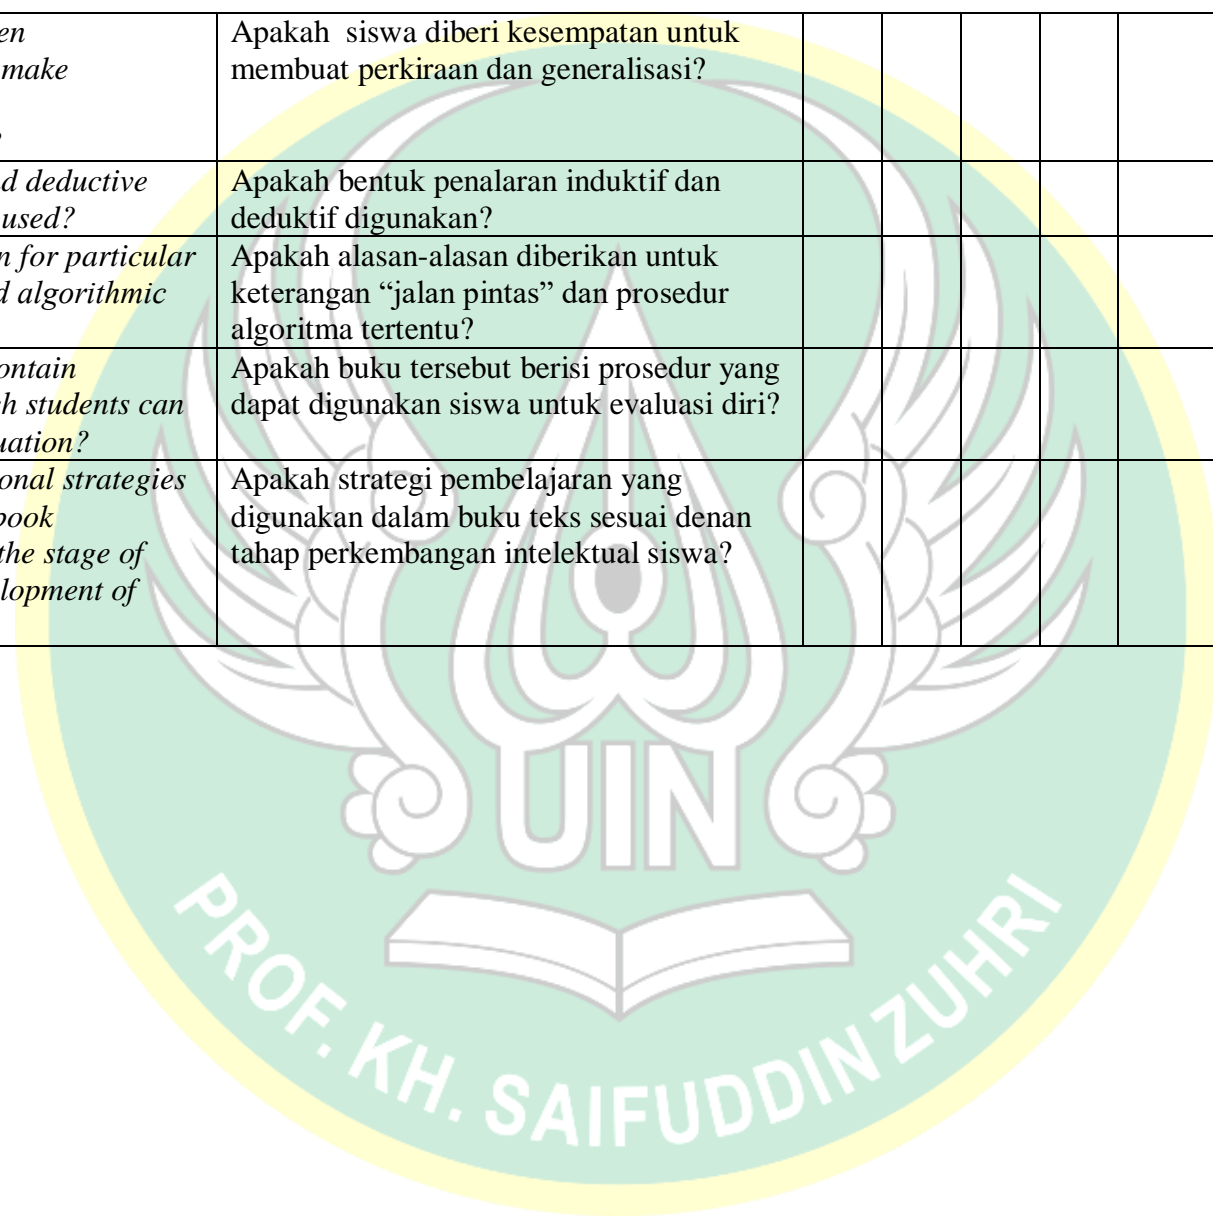 en
make
Apakah siswa diberi kesempatan untuk
membuat perkiraan dan generalisasi?
d deductive
used?
Apakah bentuk penalaran induktif dan
deduktif digunakan?
n for particular
d algorithmic
Apakah alasan-alasan diberikan untuk
keterangan “jalan pintas” dan prosedur
algoritma tertentu?
ontain
h students can
uation?
Apakah buku tersebut berisi prosedur yang
dapat digunakan siswa untuk evaluasi diri?
onal strategies
book
the stage of
lopment of
Apakah strategi pembelajaran yang
digunakan dalam buku teks sesuai denan
tahap perkembangan intelektual siswa?
UIN
PROF. KH. SAIFUDDIN ZUHRI